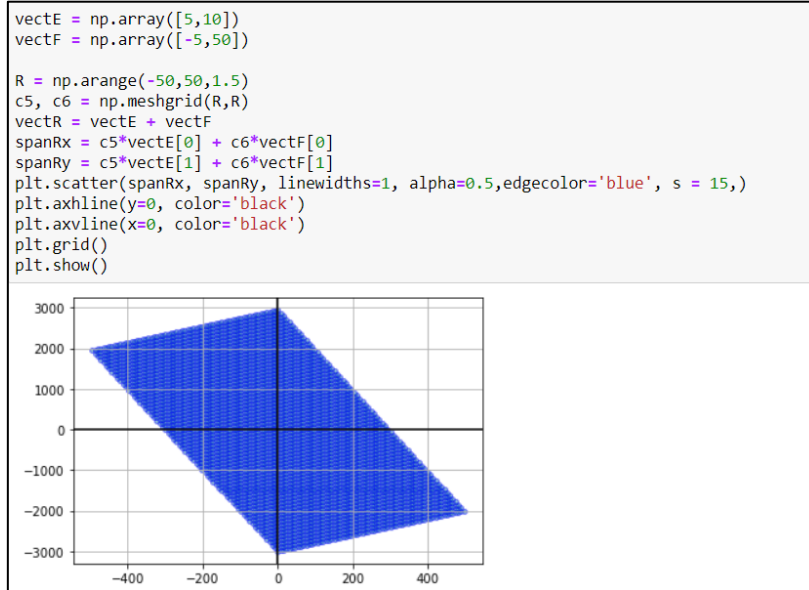 vectE = np.array([5,10])
vectF = np.array([-5,50])
R = np.arange(-50,50,1.5)
c5, c6 = np.meshgrid(R,R)
vectR = vectE + vectF
spanRx = c5*vectE[0] + c6*vectF[0]
spanRy = c5*vectE[1] + c6*vectF[1]
plt.scatter(spanRx, spanRy, linewidths=1, alpha=0.5,edgecolor='blue', s = 15,)
plt.axhline(y=0, color='black')
plt.axvline(x=0, color='black')
plt.grid()
plt.show()
3000
2000
1000
0
−1000
−2000
−3000
−400 −200 0 200 400